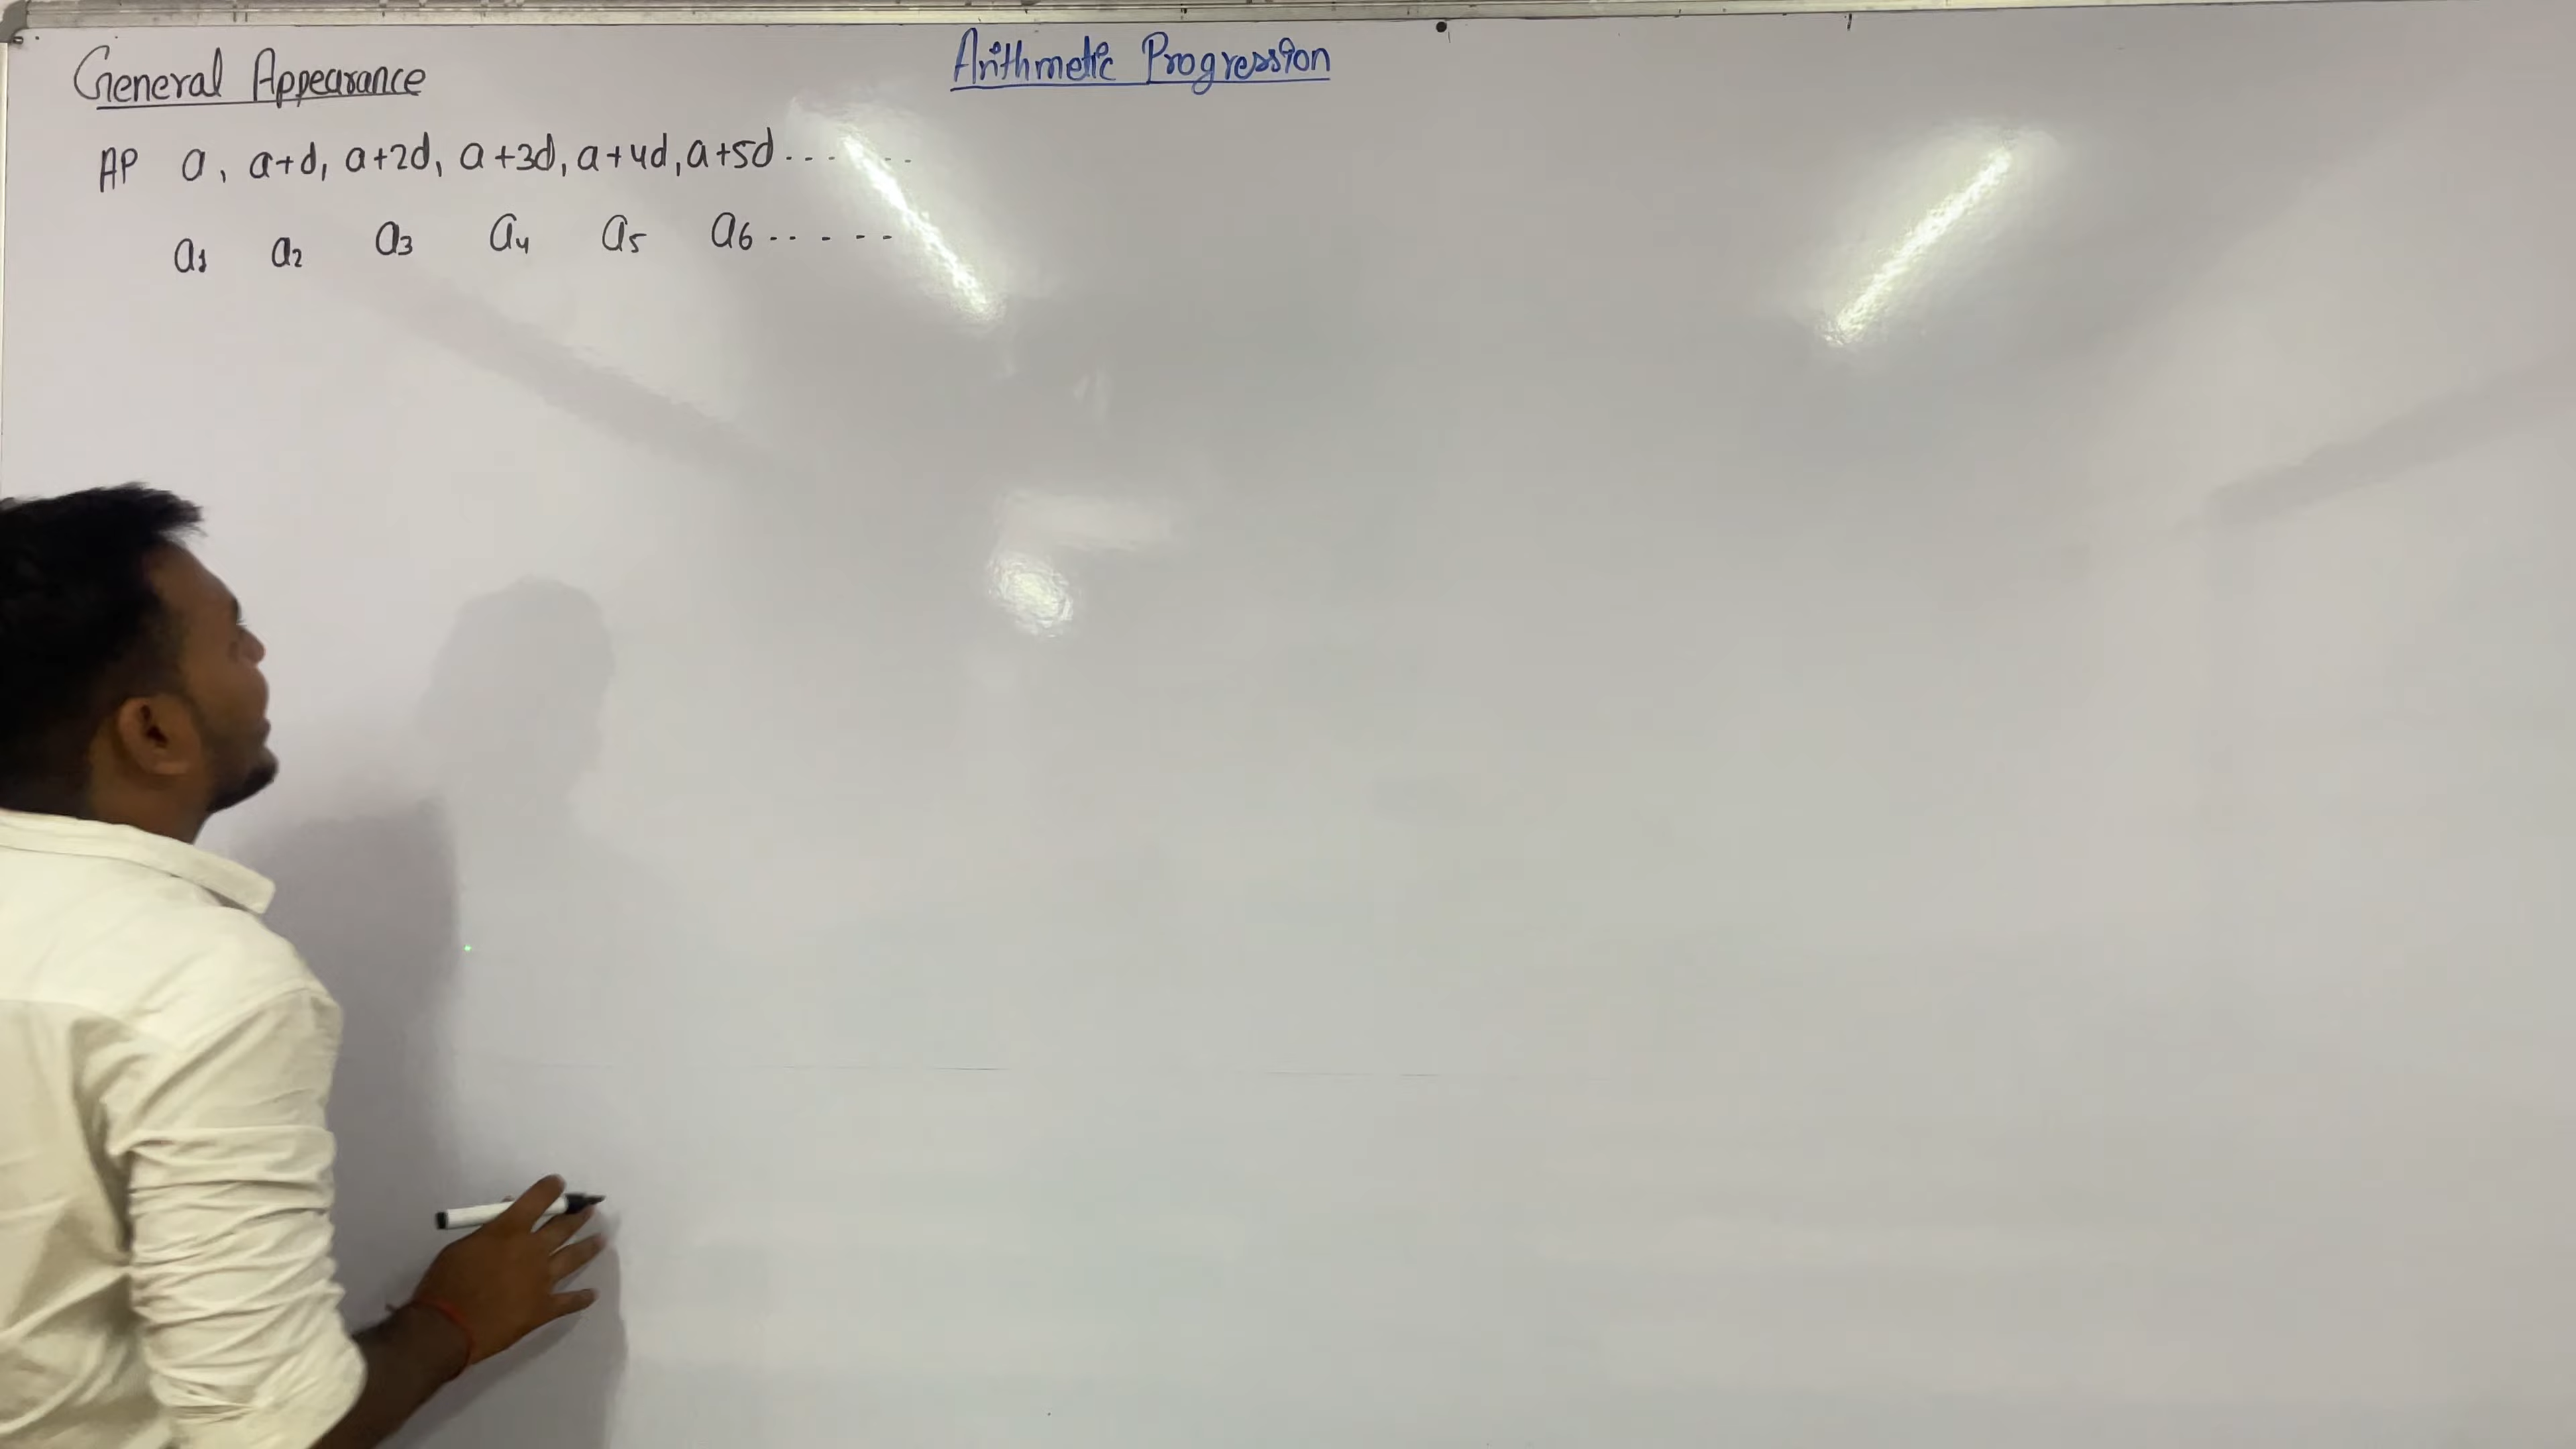 Arithmetic Progression
General Appearance
AP a, a+d, a+2d, a+3d, a+4d, a+5d.......
a1 a2 a3 a4 a5 a6.....